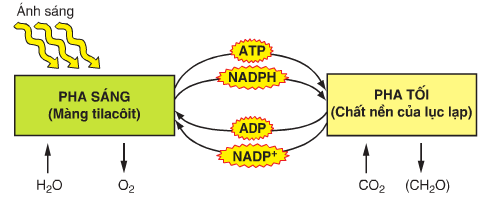 Ánh sáng
ATP
NADPH
PHA SÁNG
(Màng tilacôit)
PHA TỐI
(Chất nền của lục lạp)
ADP
NADP⁺
H₂O
O₂
CO₂
(CH₂O)